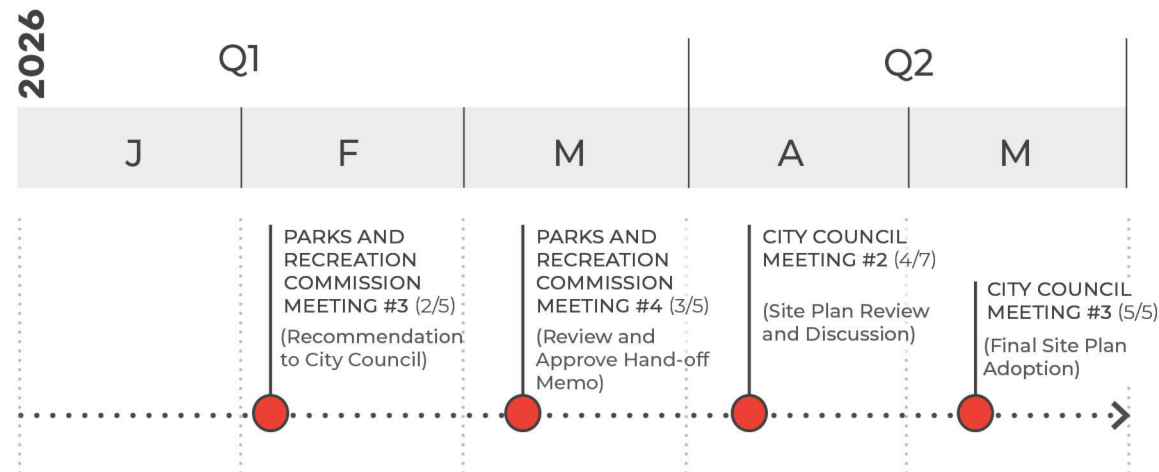 2026
Q1
Q2
J
F
M
A
M
PARKS AND
RECREATION
COMMISSION
MEETING #3 (2/5)
(Recommendation
to City Council)
PARKS AND
RECREATION
COMMISSION
MEETING #4 (3/5)
(Review and
Approve Hand-off
Memo)
CITY COUNCIL
MEETING #2 (4/7)
(Site Plan Review
and Discussion)
CITY COUNCIL
MEETING #3 (5/5)
(Final Site Plan
Adoption)